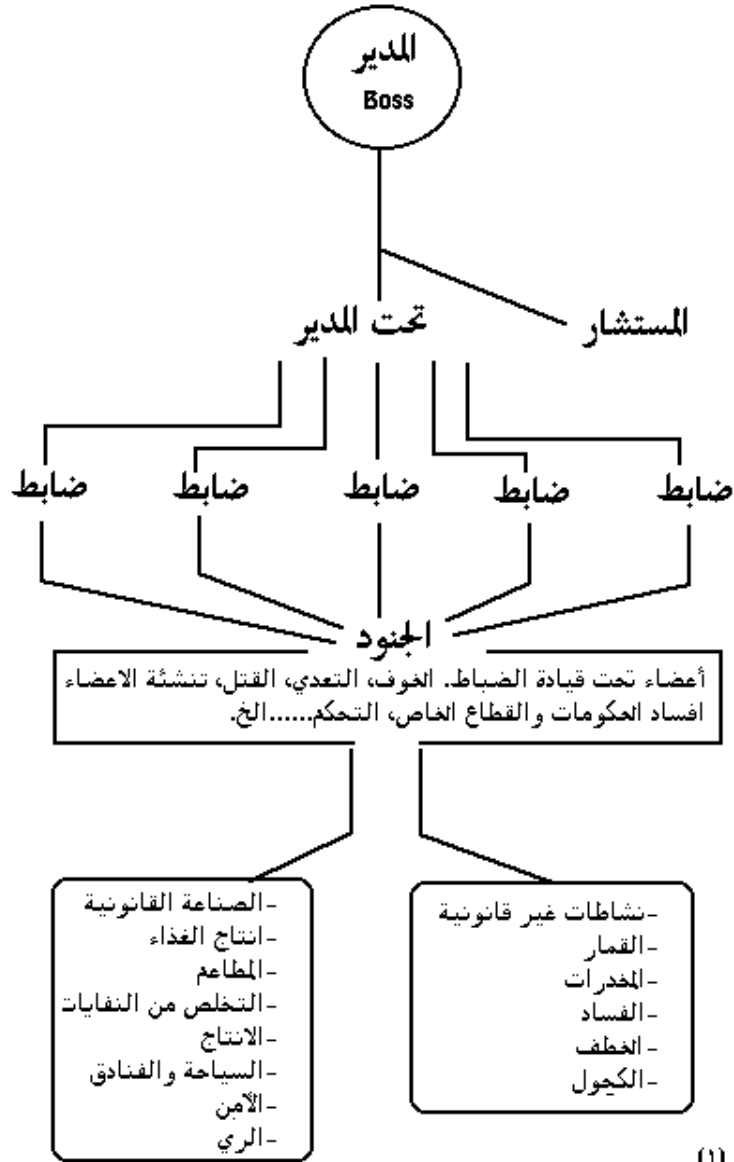 المدير
Boss
المستشار
تحت المدير
ضابط
ضابط
ضابط
ضابط
ضابط
الجنود
أعضاء تحت قيادة الضباط. الخوف، التعدي، القتل، تنشئة الاعضاء
افساد الحكومات والقطاع الخاص، التحكم......الخ.
-نشاطات غير قانونية
-القمار
-المخدرات
-الفساد
-الخطف
-الكحول
-الصناعة القانونية
-انتاج الغذاء
-المطاعم
-التخلص من النفايات
-الانتاج
-السياحة والفنادق
-الأمن
-الري
(١)